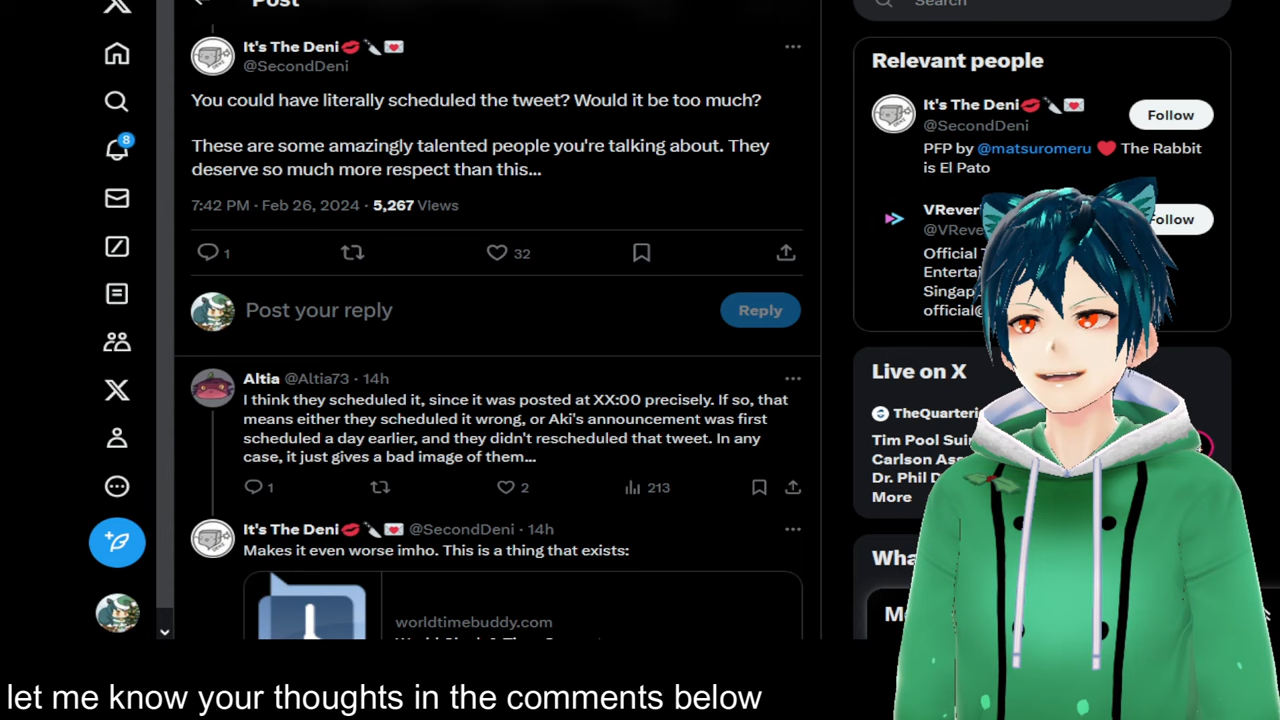 Post
Search
It's The Deni💋🔪💌
@SecondDeni
You could have literally scheduled the tweet? Would it be too much?
These are some amazingly talented people you're talking about. They
deserve so much more respect than this...
7:42 PM · Feb 26, 2024 · 5,267 Views
1
32
Post your reply
Reply
Altia @Altia73 · 14h
I think they scheduled it, since it was posted at XX:00 precisely. If so, that
means either they scheduled it wrong, or Aki's announcement was first
scheduled a day earlier, and they didn't rescheduled that tweet. In any
case, it just gives a bad image of them...
1
2
213
It's The Deni💋🔪💌 @SecondDeni · 14h
Makes it even worse imho. This is a thing that exists:
worldtimebuddy.com
8
Relevant people
It's The Deni💋🔪💌
@SecondDeni
Follow
PFP by @matsuromeru ❤️ The Rabbit
is El Pato
VRever
@VReve
Follow
Official
Enterta
Singap
official@
Live on X
TheQuarteri
Tim Pool Sui
Carlson Ass
Dr. Phil D
More
Wha
let me know your thoughts in the comments below